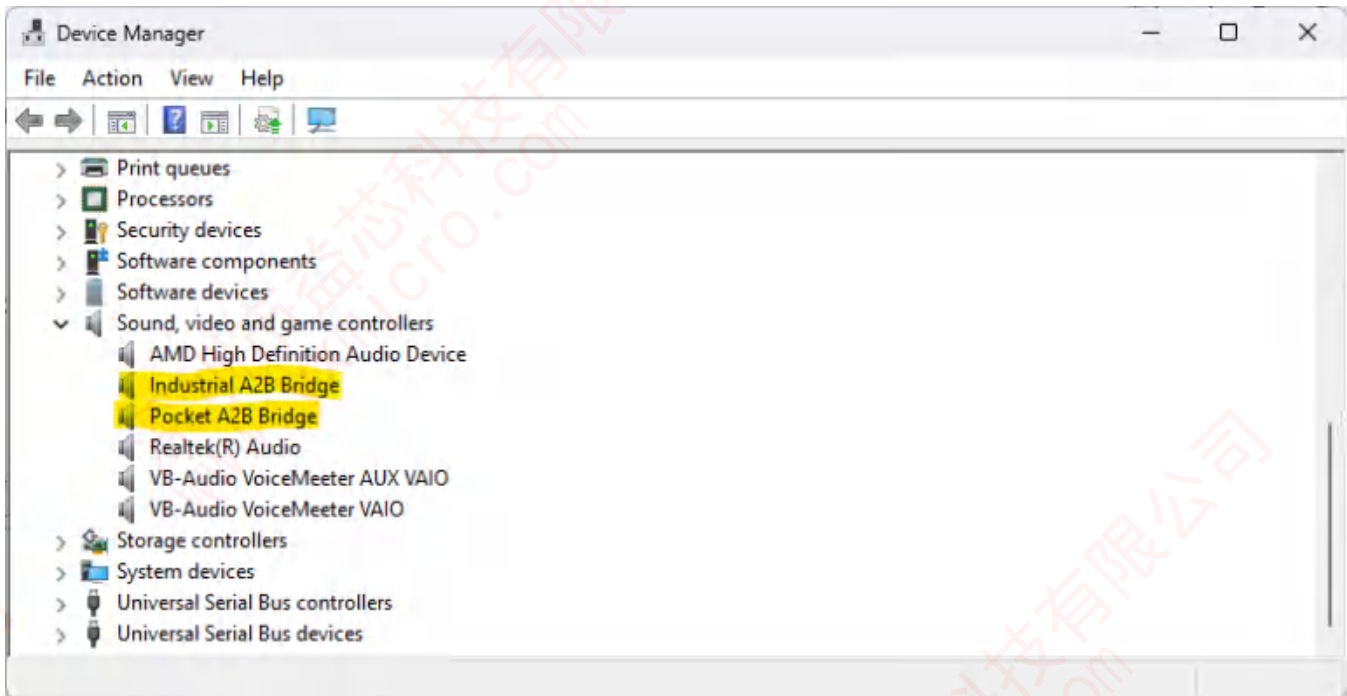 Device Manager
File Action View Help
Print queues
Processors
Security devices
Software components
Software devices
Sound, video and game controllers
AMD High Definition Audio Device
Industrial A2B Bridge
Pocket A2B Bridge
Realtek(R) Audio
VB-Audio VoiceMeeter AUX VAIO
VB-Audio VoiceMeeter VAIO
Storage controllers
System devices
Universal Serial Bus controllers
Universal Serial Bus devices